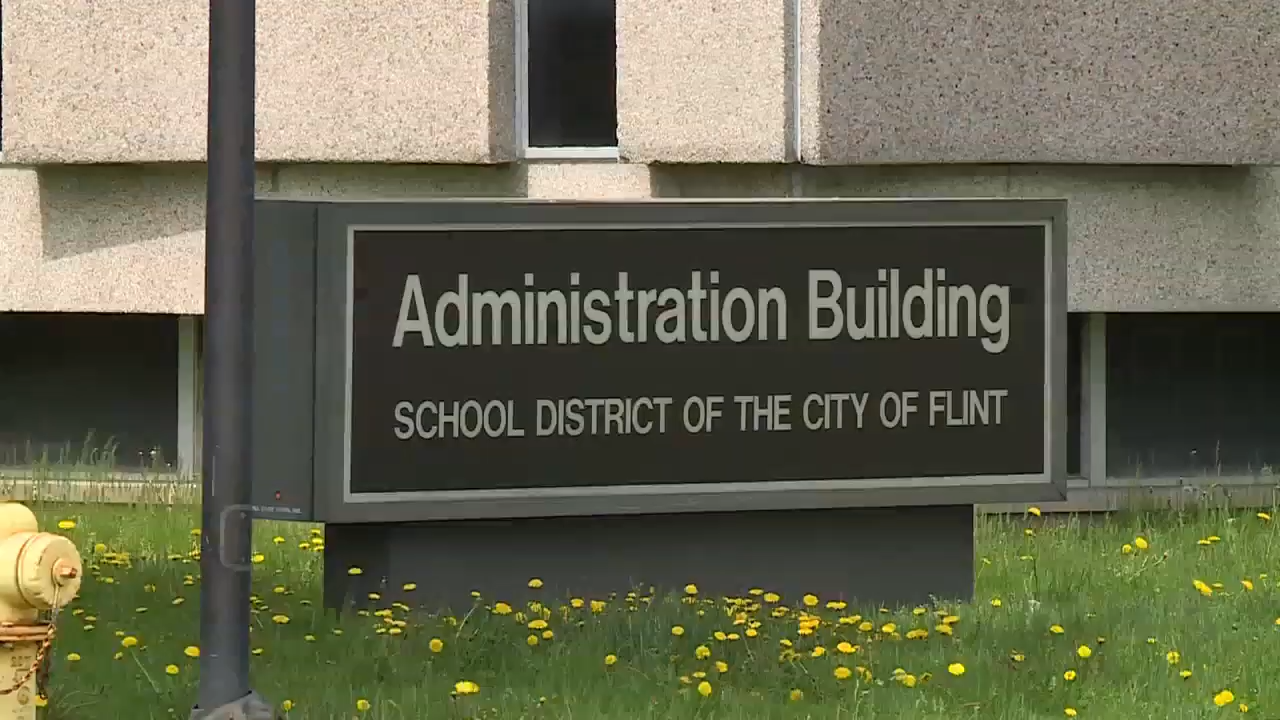 Administration Building
SCHOOL DISTRICT OF THE CITY OF FLINT